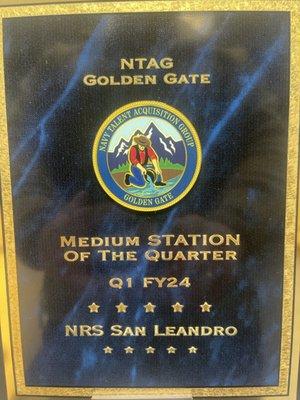 NTAG
GOLDEN GATE
NAVY TALENT ACQUISITION GROUP
GOLDEN GATE
MEDIUM STATION
OF THE QUARTER
Q1 FY24
NRS SAN LEANDRO